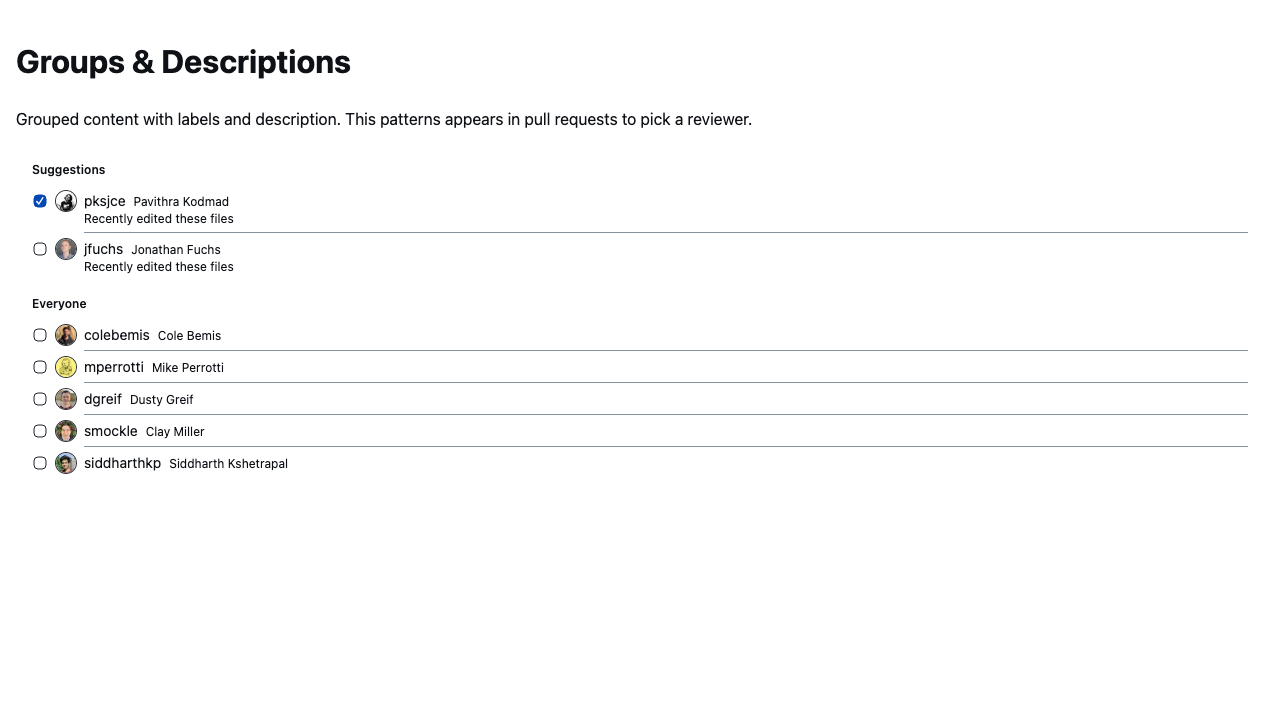 Groups & Descriptions
Grouped content with labels and description. This patterns appears in pull requests to pick a reviewer.
Suggestions
pksjce Pavithra Kodmad
Recently edited these files
jfuchs Jonathan Fuchs
Recently edited these files
Everyone
colebemis Cole Bemis
mperrotti Mike Perrotti
dgreif Dusty Greif
smockle Clay Miller
siddharthkp Siddharth Kshetrapal